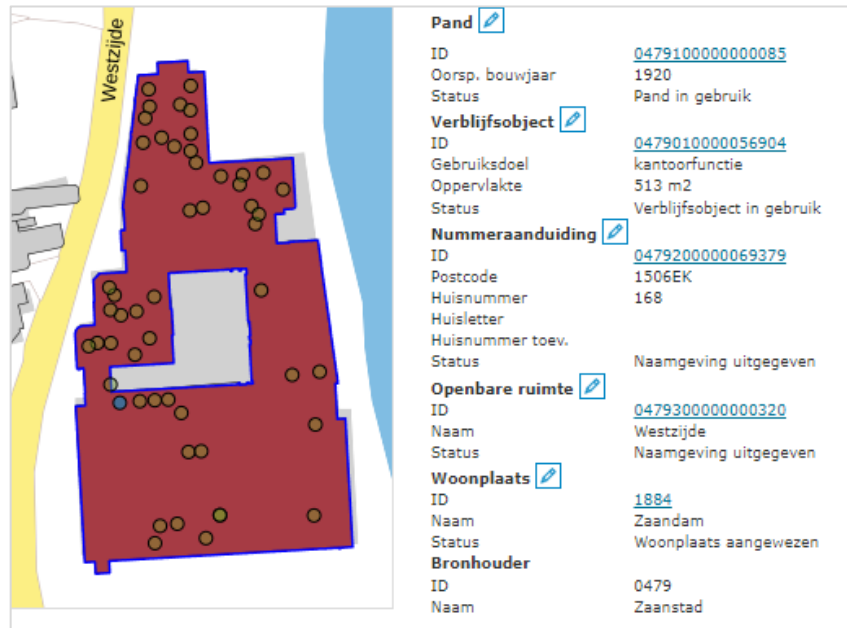 Westzijde
Pand
ID 0479100000000085
Oorsp. bouwjaar 1920
Status Pand in gebruik
Verblijfsobject
ID 0479010000056904
Gebruiksdoel kantoorfunctie
Oppervlakte 513 m2
Status Verblijfsobject in gebruik
Nummeraanduiding
ID 0479200000069379
Postcode 1506EK
Huisnummer 168
Huisletter
Huisnummer toev.
Status Naamgeving uitgegeven
Openbare ruimte
ID 0479300000000320
Naam Westzijde
Status Naamgeving uitgegeven
Woonplaats
ID 1884
Naam Zaandam
Status Woonplaats aangewezen
Bronhouder
ID 0479
Naam Zaanstad